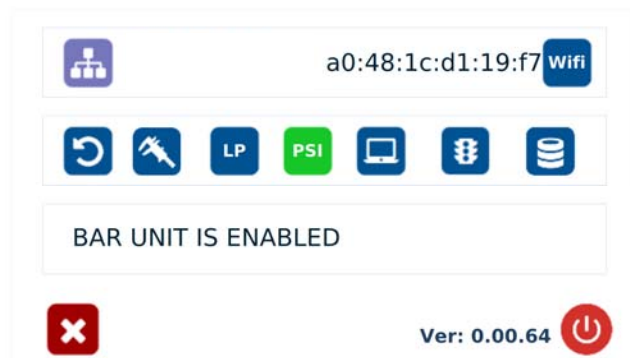 a0:48:1c:d1:19:f7 Wifi
LP PSI
BAR UNIT IS ENABLED
Ver: 0.00.64